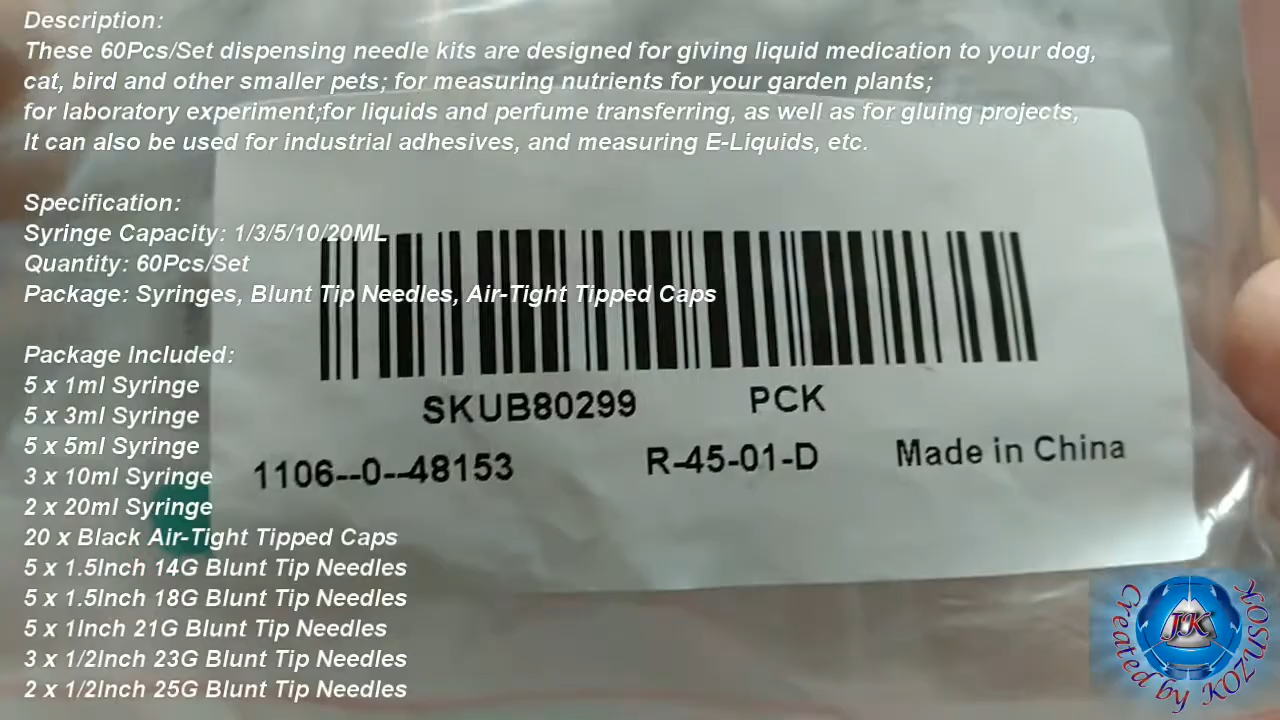 Description:
These 60Pcs/Set dispensing needle kits are designed for giving liquid medication to your dog,
cat, bird and other smaller pets; for measuring nutrients for your garden plants;
for laboratory experiment;for liquids and perfume transferring, as well as for gluing projects,
It can also be used for industrial adhesives, and measuring E-Liquids, etc.
Specification:
Syringe Capacity: 1/3/5/10/20ML
Quantity: 60Pcs/Set
Package: Syringes, Blunt Tip Needles, Air-Tight Tipped Caps
Package Included:
5 x 1ml Syringe
5 x 3ml Syringe
5 x 5ml Syringe
3 x 10ml Syringe
2 x 20ml Syringe
20 x Black Air-Tight Tipped Caps
5 x 1.5Inch 14G Blunt Tip Needles
5 x 1.5Inch 18G Blunt Tip Needles
5 x 1Inch 21G Blunt Tip Needles
3 x 1/2Inch 23G Blunt Tip Needles
2 x 1/2Inch 25G Blunt Tip Needles
SKUB80299 PCK
1106--0--48153 R-45-01-D Made in China
JK
Created by KOZNUSOK